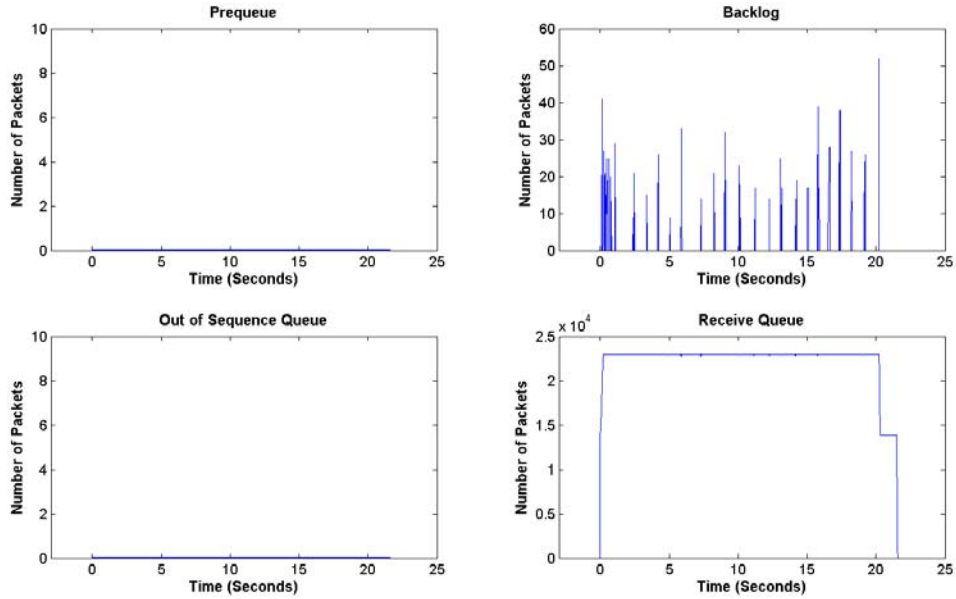 Prequeue
10
8
6
4
2
0
Number of Packets
0 5 10 15 20 25
Time (Seconds)
Backlog
60
50
40
30
20
10
0
Number of Packets
0 5 10 15 20 25
Time (Seconds)
Out of Sequence Queue
10
8
6
4
2
0
Number of Packets
0 5 10 15 20 25
Time (Seconds)
Receive Queue
x 10^4
2.5
2
1.5
1
0.5
0
Number of Packets
0 5 10 15 20 25
Time (Seconds)